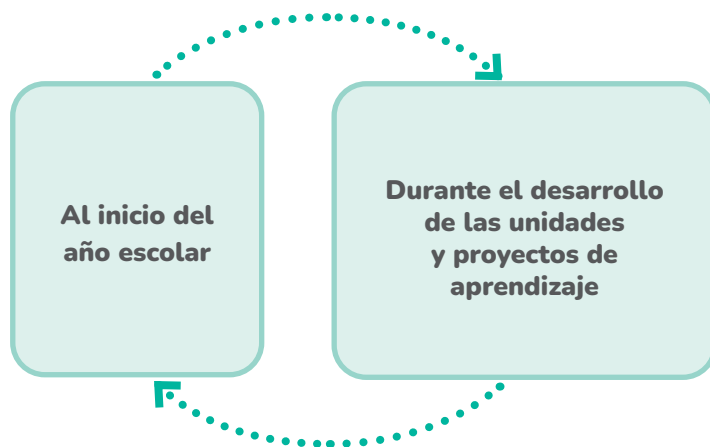 Al inicio del
año escolar
Durante el desarrollo
de las unidades
y proyectos de
aprendizaje